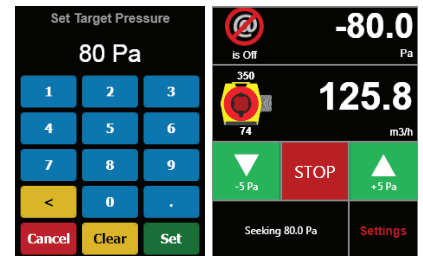 Set Target Pressure
80 Pa
1 2 3
4 5 6
7 8 9
< 0 .
Cancel Clear Set
@
is Off
-80.0
Pa
350
74
125.8
m3/h
-5 Pa
STOP
+5 Pa
Seeking 80.0 Pa
Settings